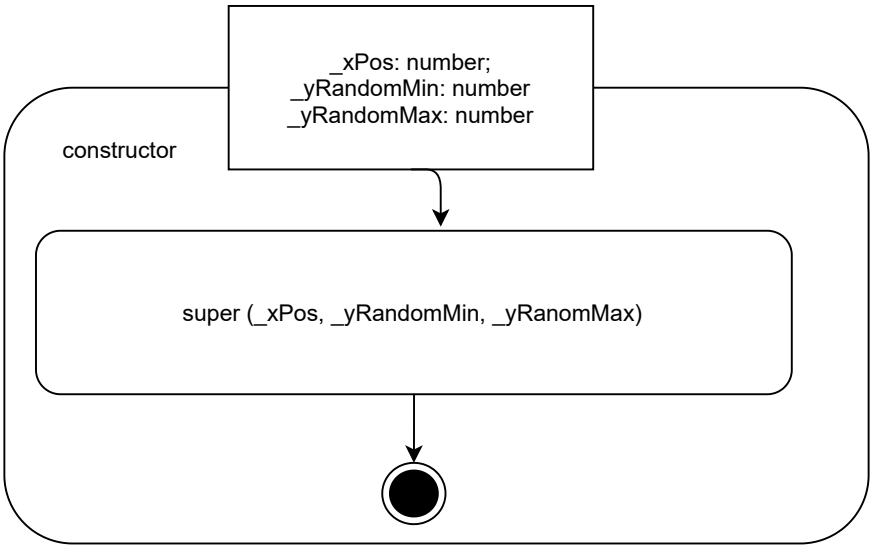 _xPos: number;
_yRandomMin: number
_yRandomMax: number
constructor
super (_xPos, _yRandomMin, _yRanomMax)